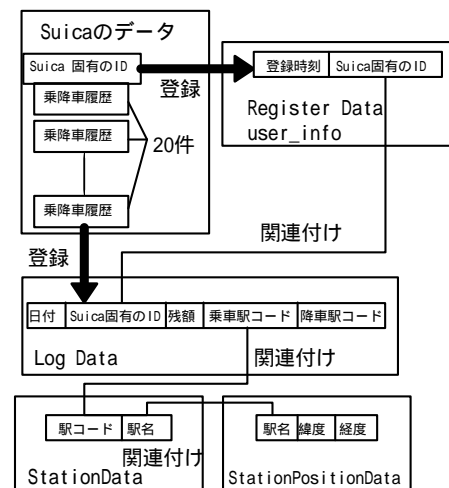 Suicaのデータ
Suica 固有のID
乗降車履歴
乗降車履歴
乗降車履歴
20件
登録
登録時刻 Suica固有のID
Register Data
user_info
関連付け
登録
日付 Suica固有のID 残額 乗車駅コード 降車駅コード
Log Data
関連付け
駅コード 駅名
関連付け
StationData
駅名 緯度 経度
StationPositionData